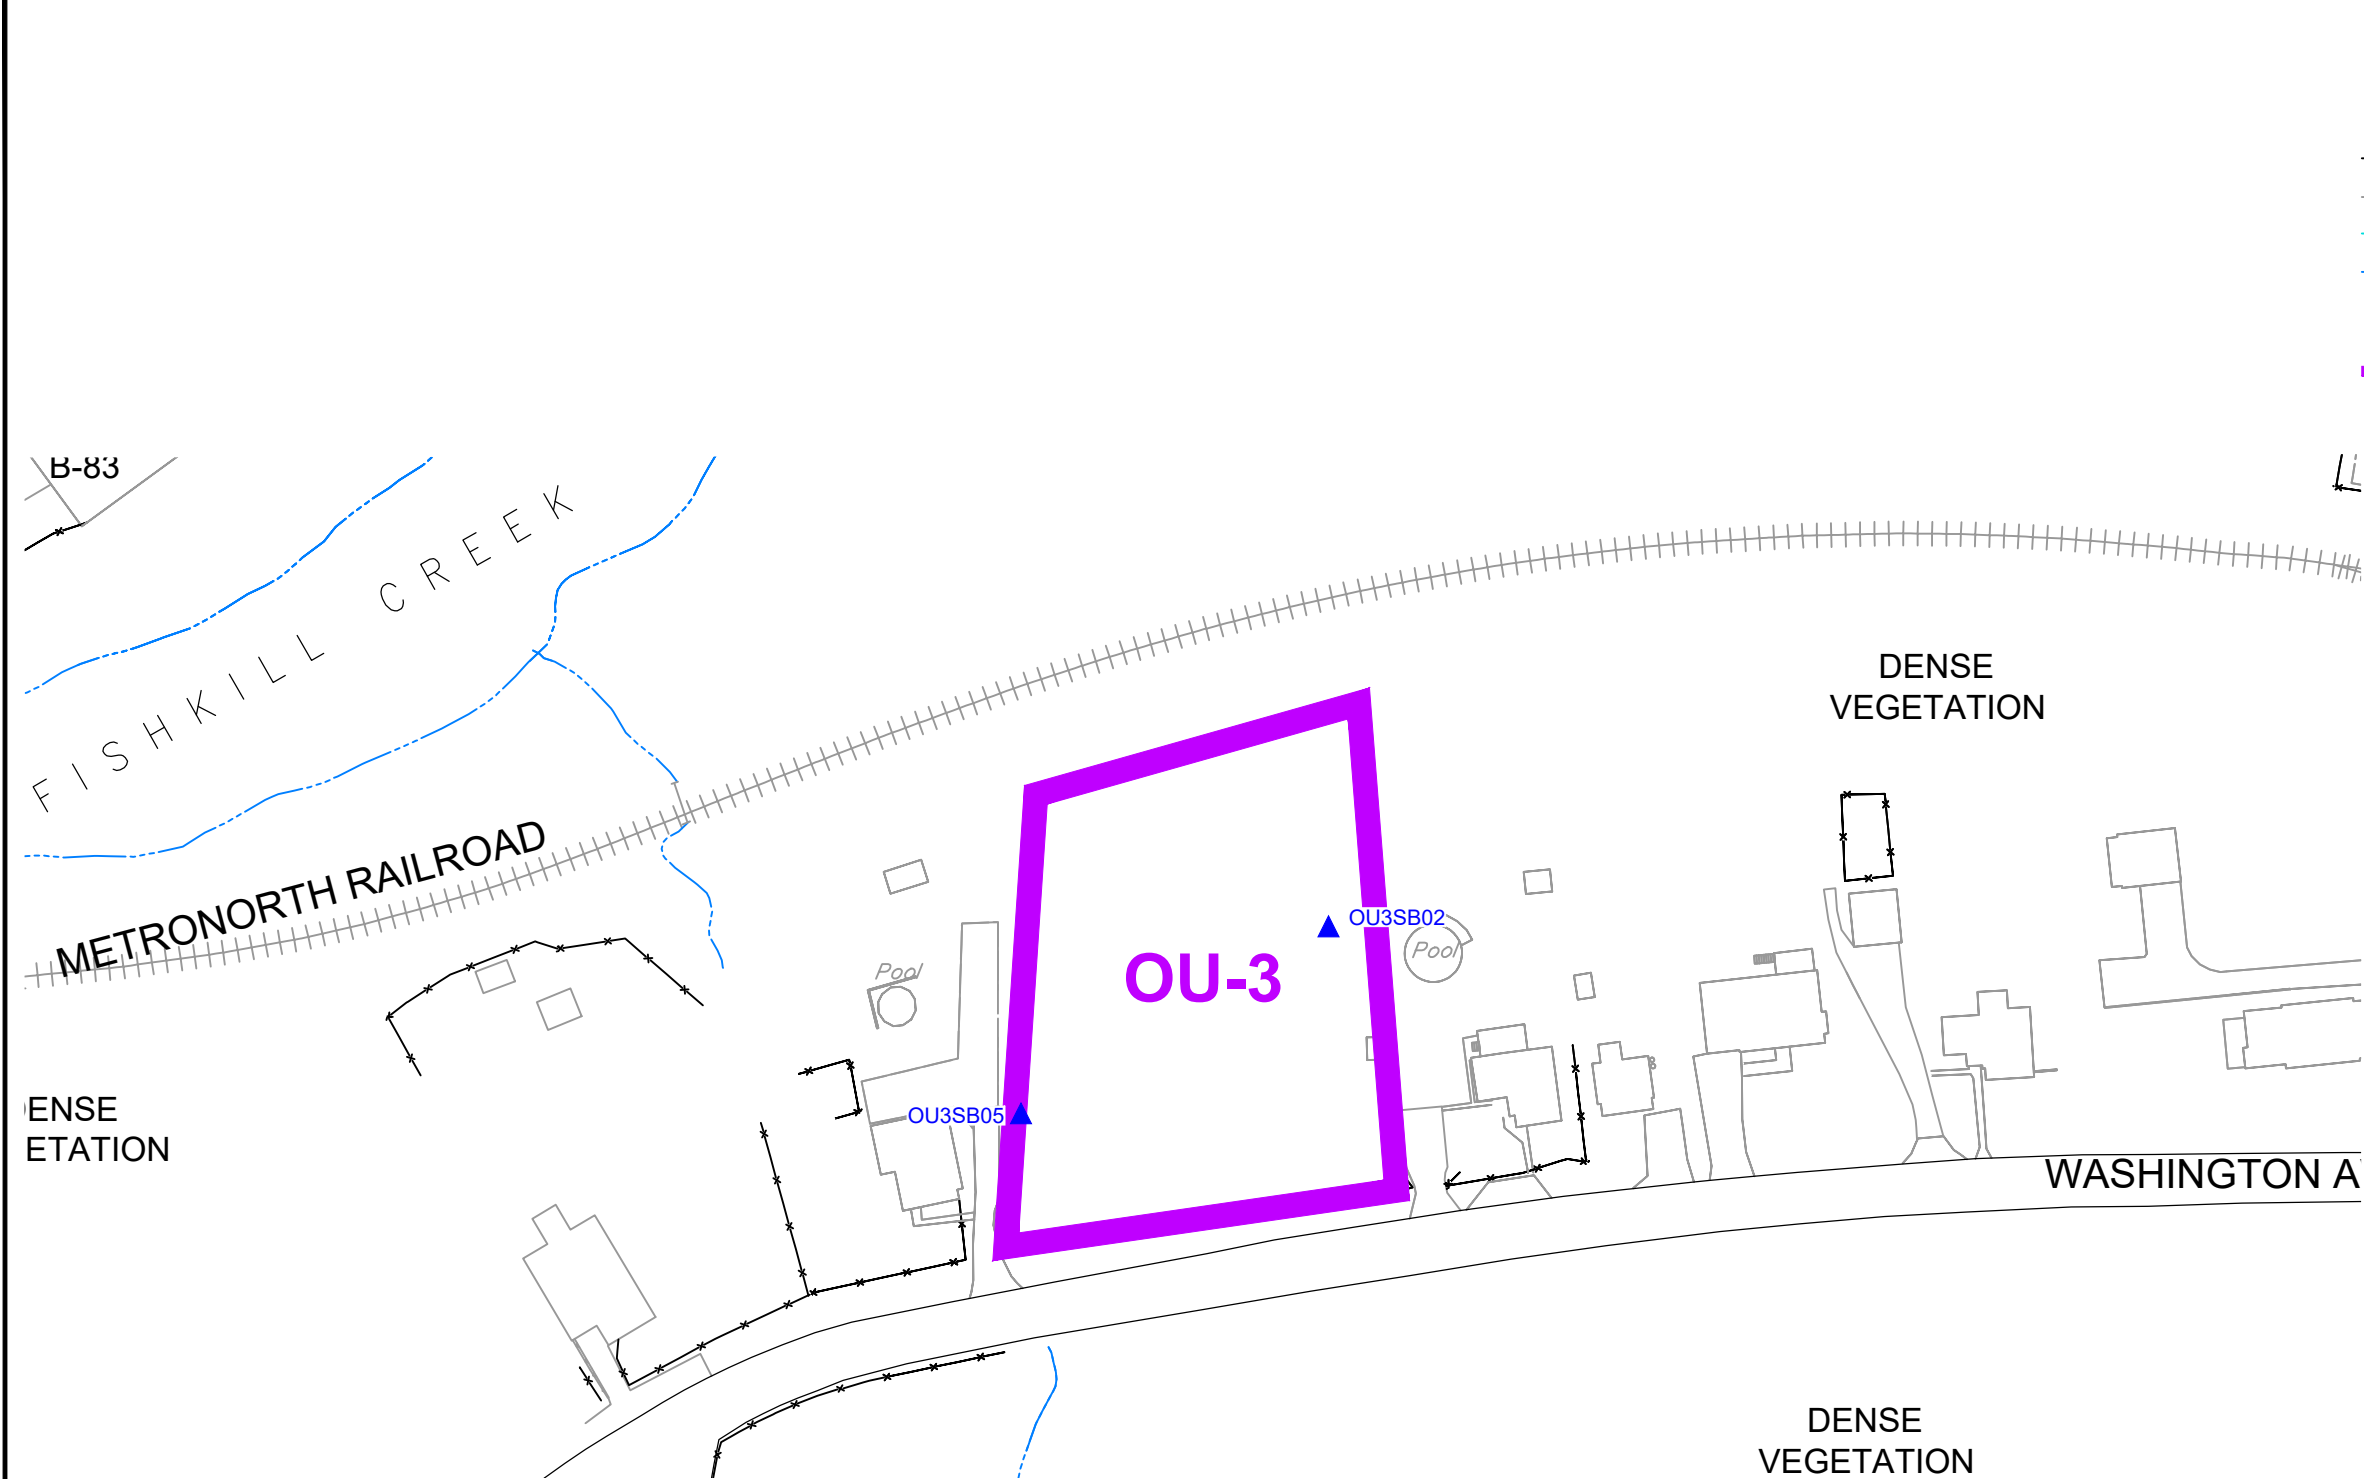 B-83
FISHKILL CREEK
METRONORTH RAILROAD
DENSE
VEGETATION
OU3SB02
Pool
OU-3
Pool
OU3SB05
ENSE
ETATION
WASHINGTON A
DENSE
VEGETATION